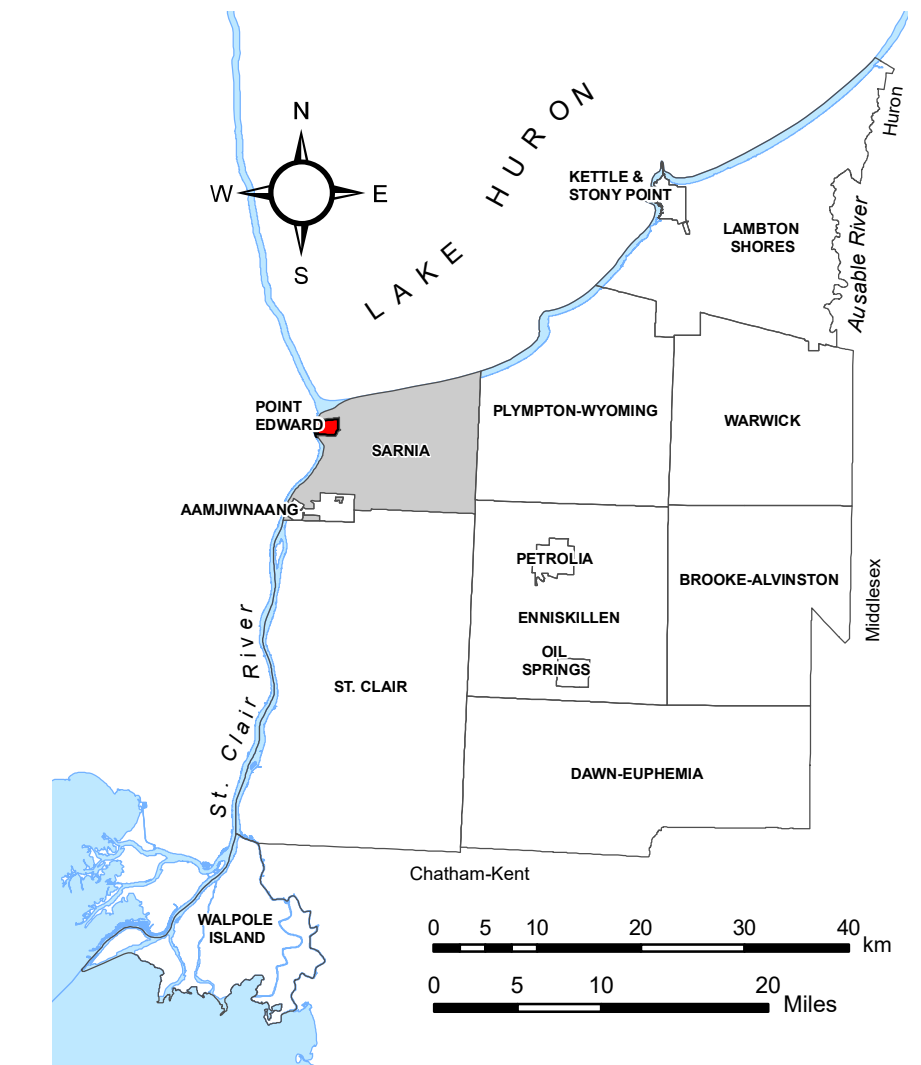 N
W
E
S
LAKE HURON
Huron
KETTLE &
STONY POINT
LAMBTON
SHORES
Ausable River
POINT
EDWARD
PLYMPTON-WYOMING
WARWICK
SARNIA
AAMJIWNAANG
PETROLIA
BROOKE-ALVINSTON
Middlesex
ENNISKILLEN
OIL
SPRINGS
St. Clair River
ST. CLAIR
DAWN-EUPHEMIA
Chatham-Kent
WALPOLE
ISLAND
0 5 10 20 30 40
km
0 5 10 20
Miles